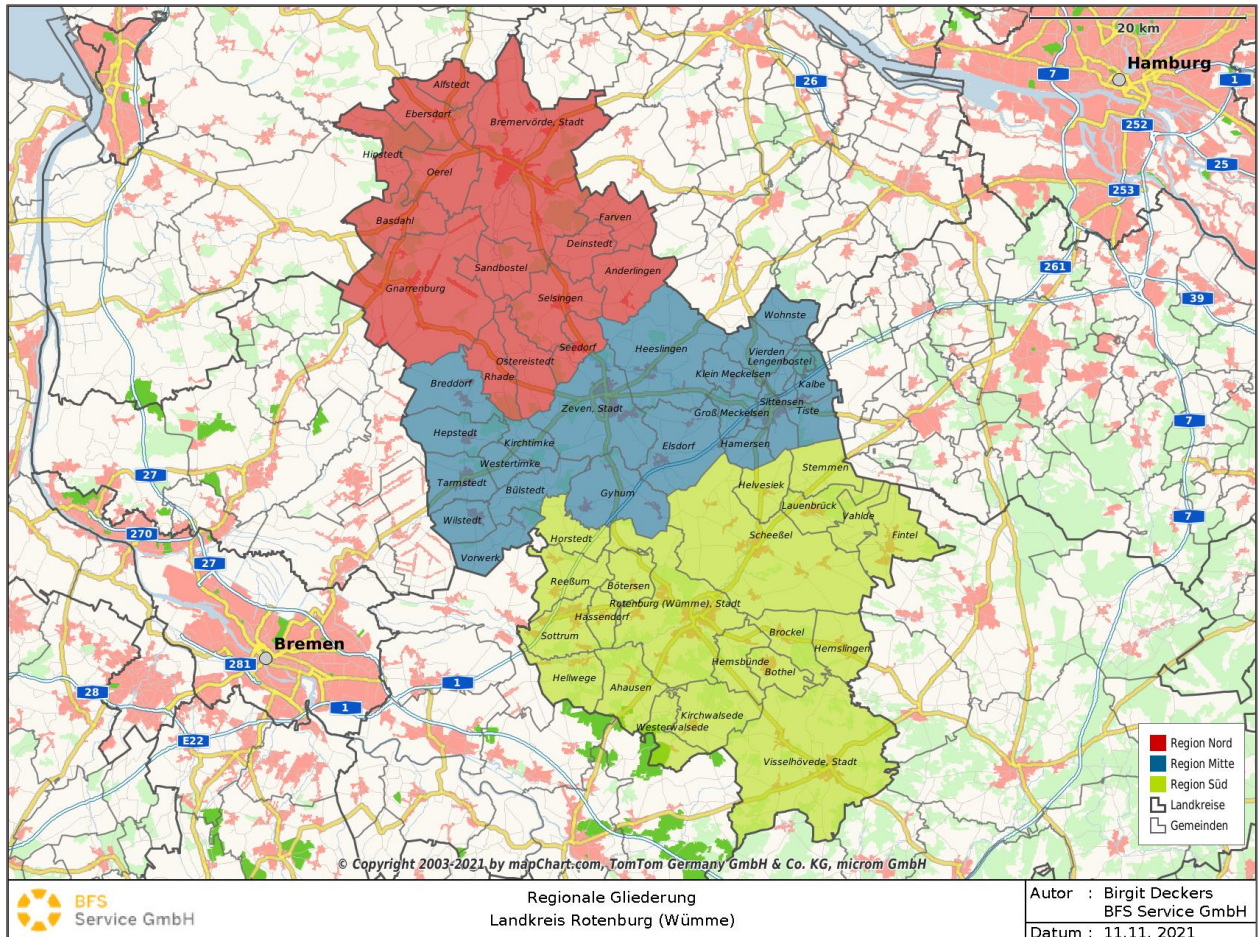 20 km
Hamburg
7
1
26
252
25
253
261
39
7
7
27
270
27
281
28
1
1
E22
Bremen
Alfstedt
Ebersdorf
Bremervörde, Stadt
Hipstedt
Oerel
Basdahl
Farven
Deinstedt
Sandbostel
Anderlingen
Gnarrenburg
Selsingen
Seedorf
Ostereistedt
Rhade
Wohnste
Heeslingen
Vierden
Lengenbostel
Klein Meckelsen
Kalbe
Breddorf
Sittensen
Tiste
Zeven, Stadt
Groß Meckelsen
Hepstedt
Kirchtimke
Elsdorf
Hamersen
Westertimke
Tarmstedt
Bülstedt
Gyhum
Wilstedt
Vorwerk
Stemmen
Helvesiek
Lauenbrück
Vahlde
Horstedt
Scheeßel
Fintel
Reeßum
Bötersen
Rotenburg (Wümme), Stadt
Hassendorf
Sottrum
Brockel
Hemslingen
Hemsbünde
Bothel
Hellwege
Ahausen
Kirchwalsede
Westerwalsede
Visselhövede, Stadt
Region Nord
Region Mitte
Region Süd
Landkreise
Gemeinden
© Copyright 2003-2021 by mapChart.com, TomTom Germany GmbH & Co. KG, microm GmbH
BFS
Service GmbH
Regionale Gliederung
Landkreis Rotenburg (Wümme)
Autor : Birgit Deckers
BFS Service GmbH
Datum : 11.11. 2021